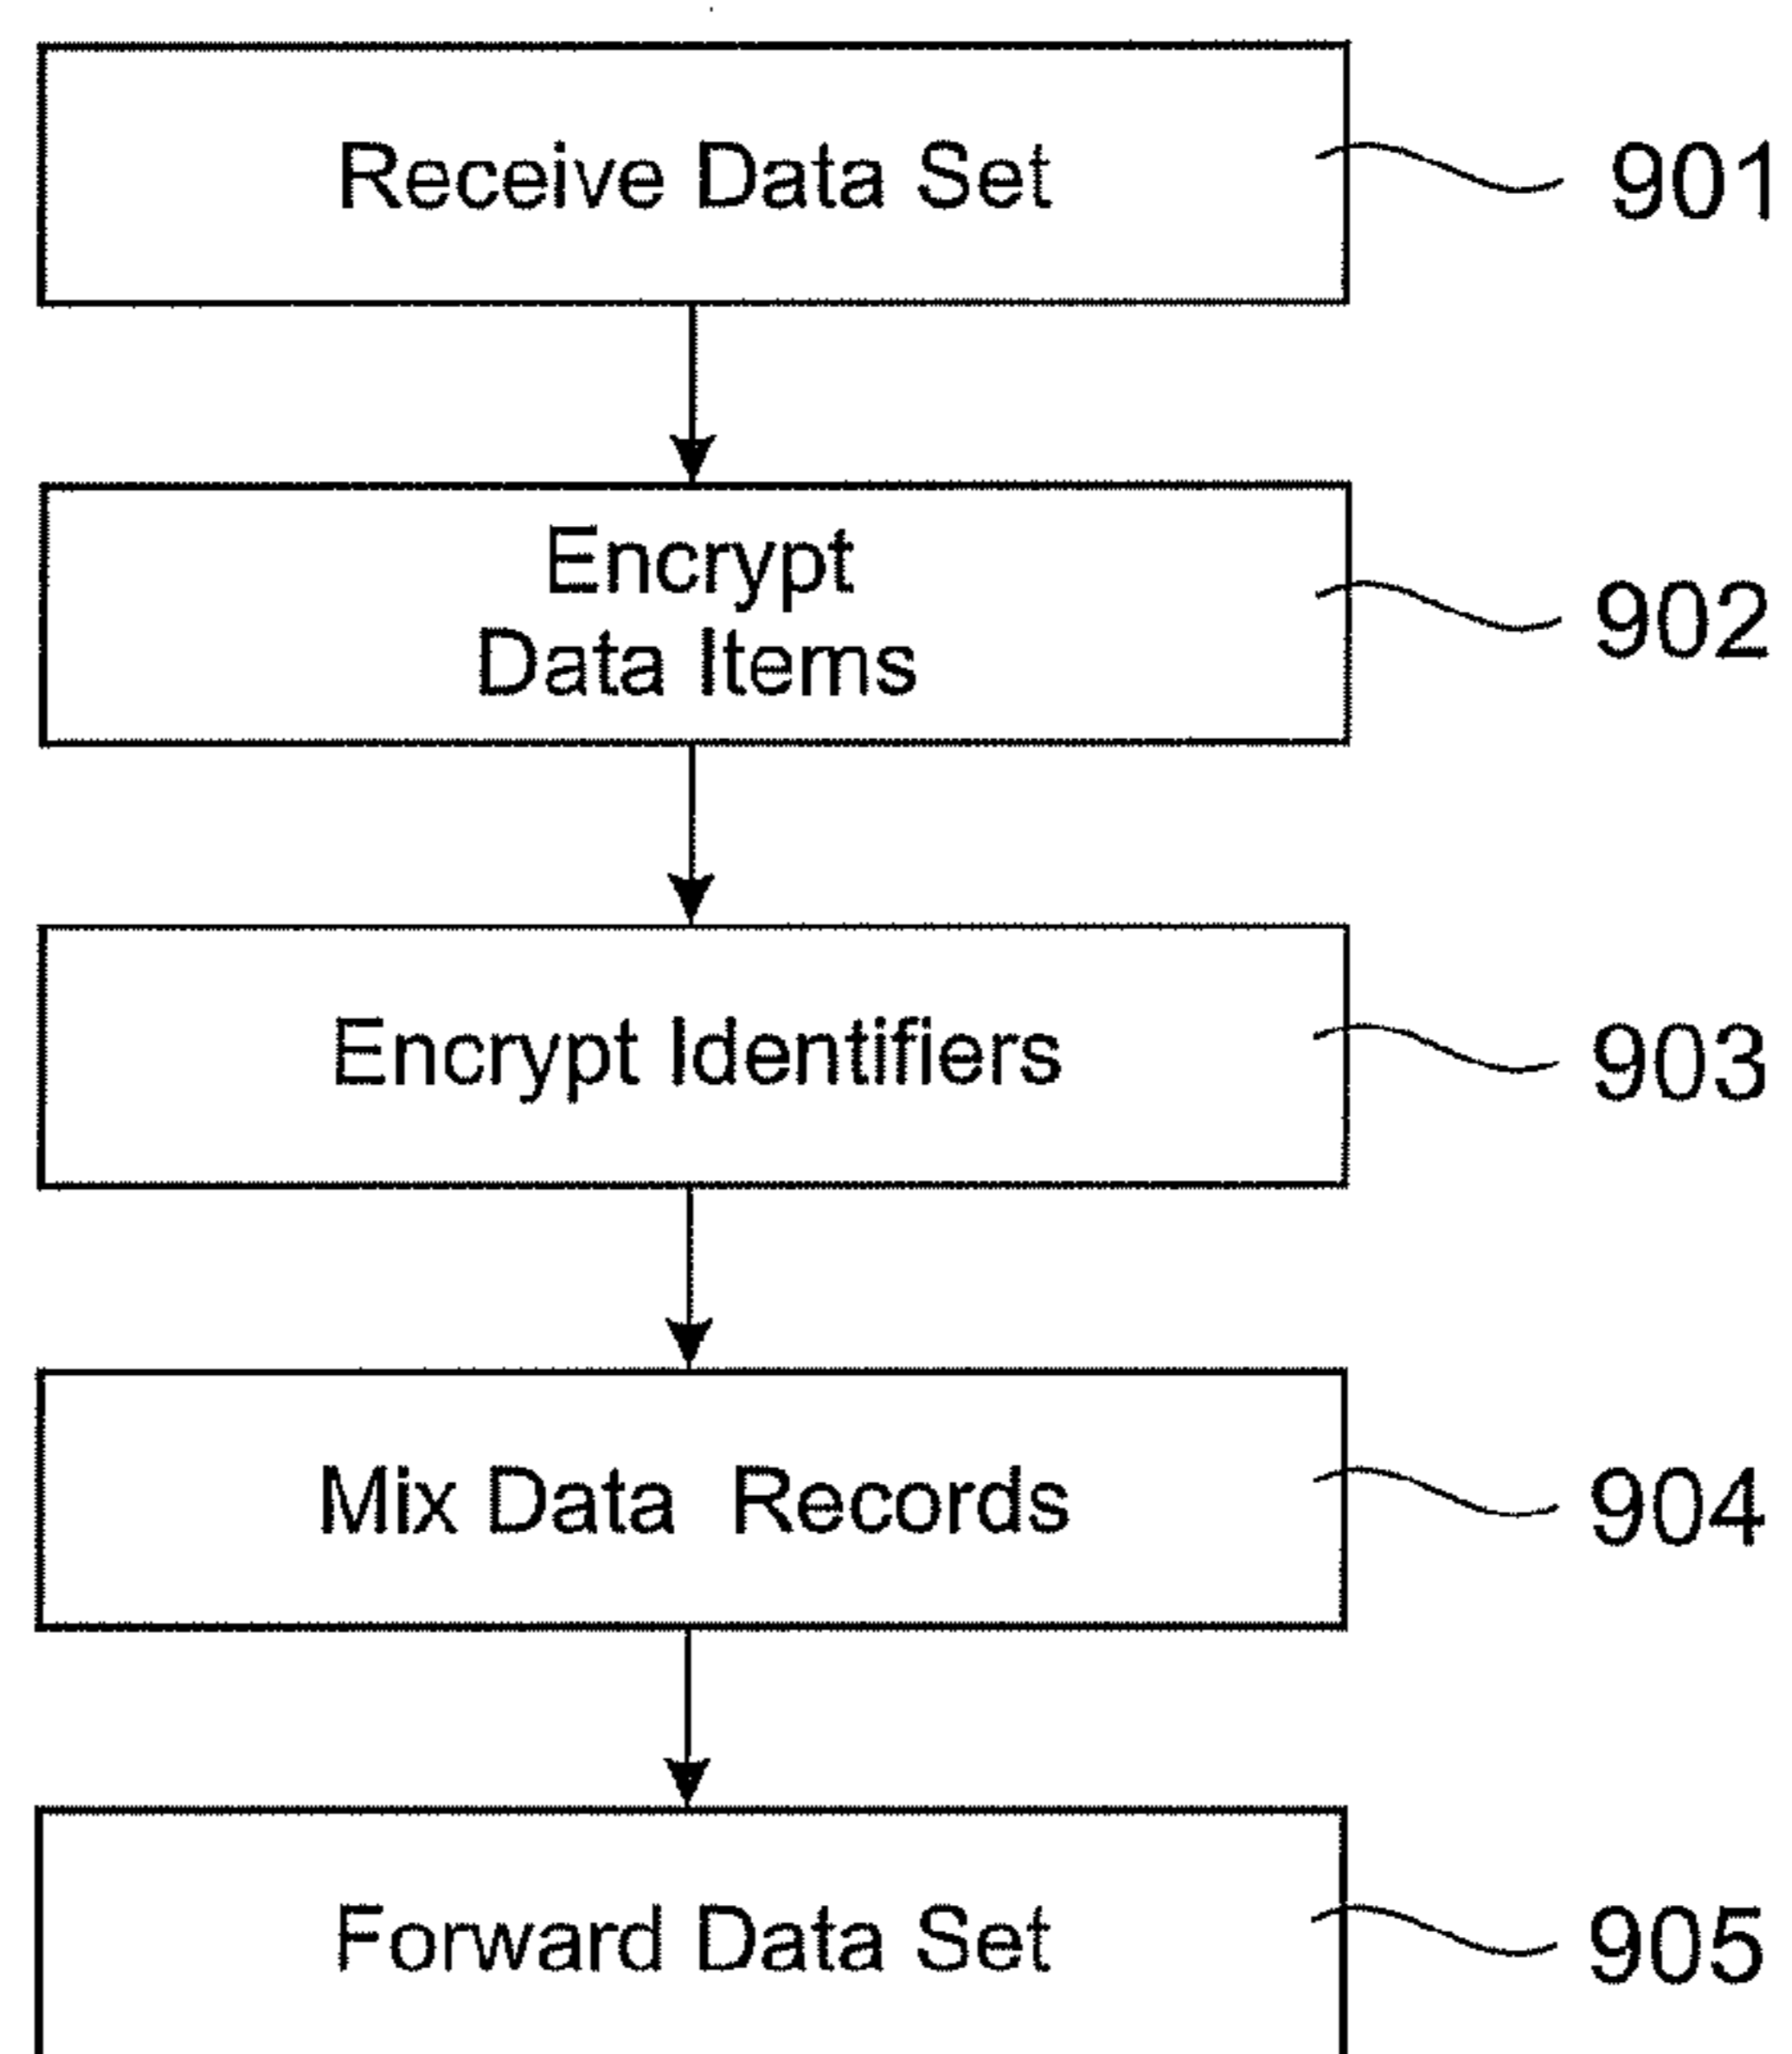 Receive Data Set
901
Encrypt
Data Items
902
Encrypt Identifiers
903
Mix Data Records
904
Forward Data Set
905